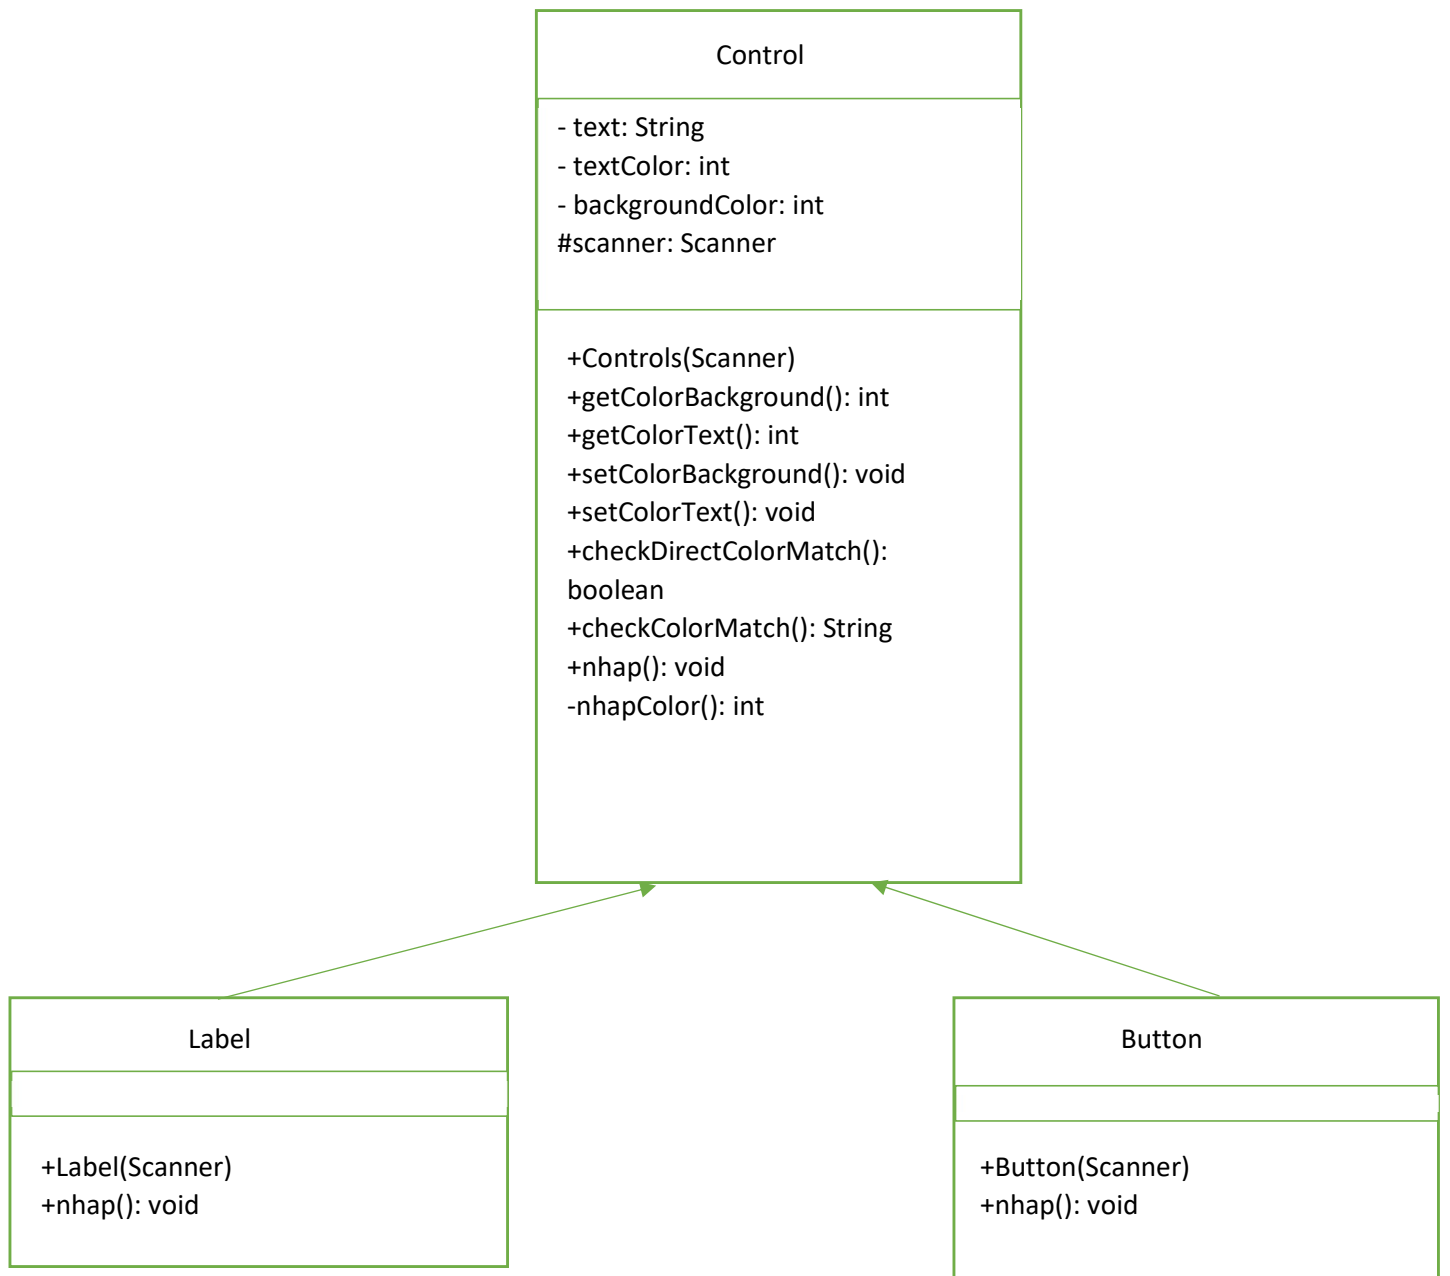 Control
- text: String
- textColor: int
- backgroundColor: int
#scanner: Scanner
+Controls(Scanner)
+getColorBackground(): int
+getColorText(): int
+setColorBackground(): void
+setColorText(): void
+checkDirectColorMatch():
boolean
+checkColorMatch(): String
+nhap(): void
-nhapColor(): int
Label
+Label(Scanner)
+nhap(): void
Button
+Button(Scanner)
+nhap(): void